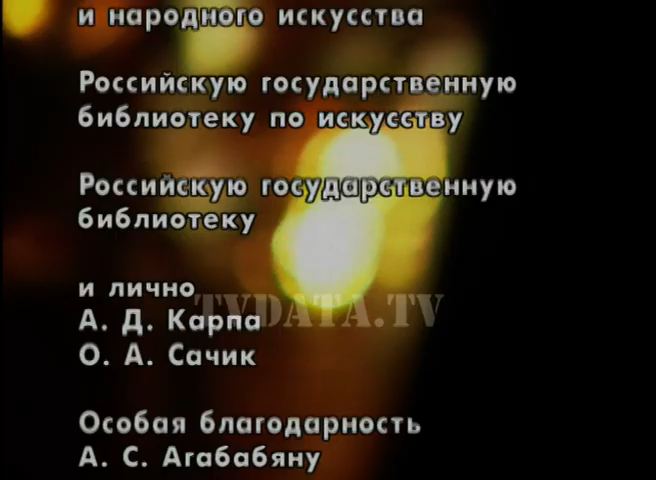 и народного искусства
Российскую государственную
библиотеку по искусству
Российскую государственную
библиотеку
и лично
TVDATA.TV
А. Д. Карпа
О. А. Сачик
Особая благодарность
А. С. Агабабяну